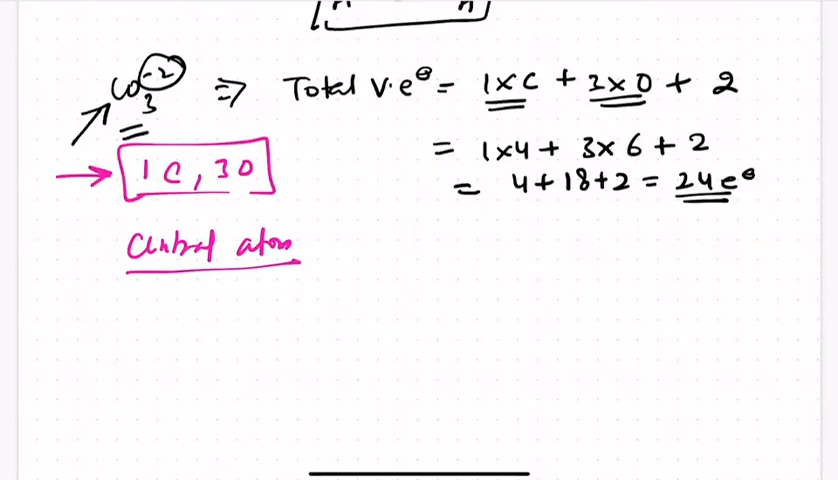 CO₃⁻² ⇒ Total v.e⊖ = 1×C + 3×O + 2
= 1×4 + 3×6 + 2
= 4+18+2 = 24e⊖
→ 1C, 3O
Central atom